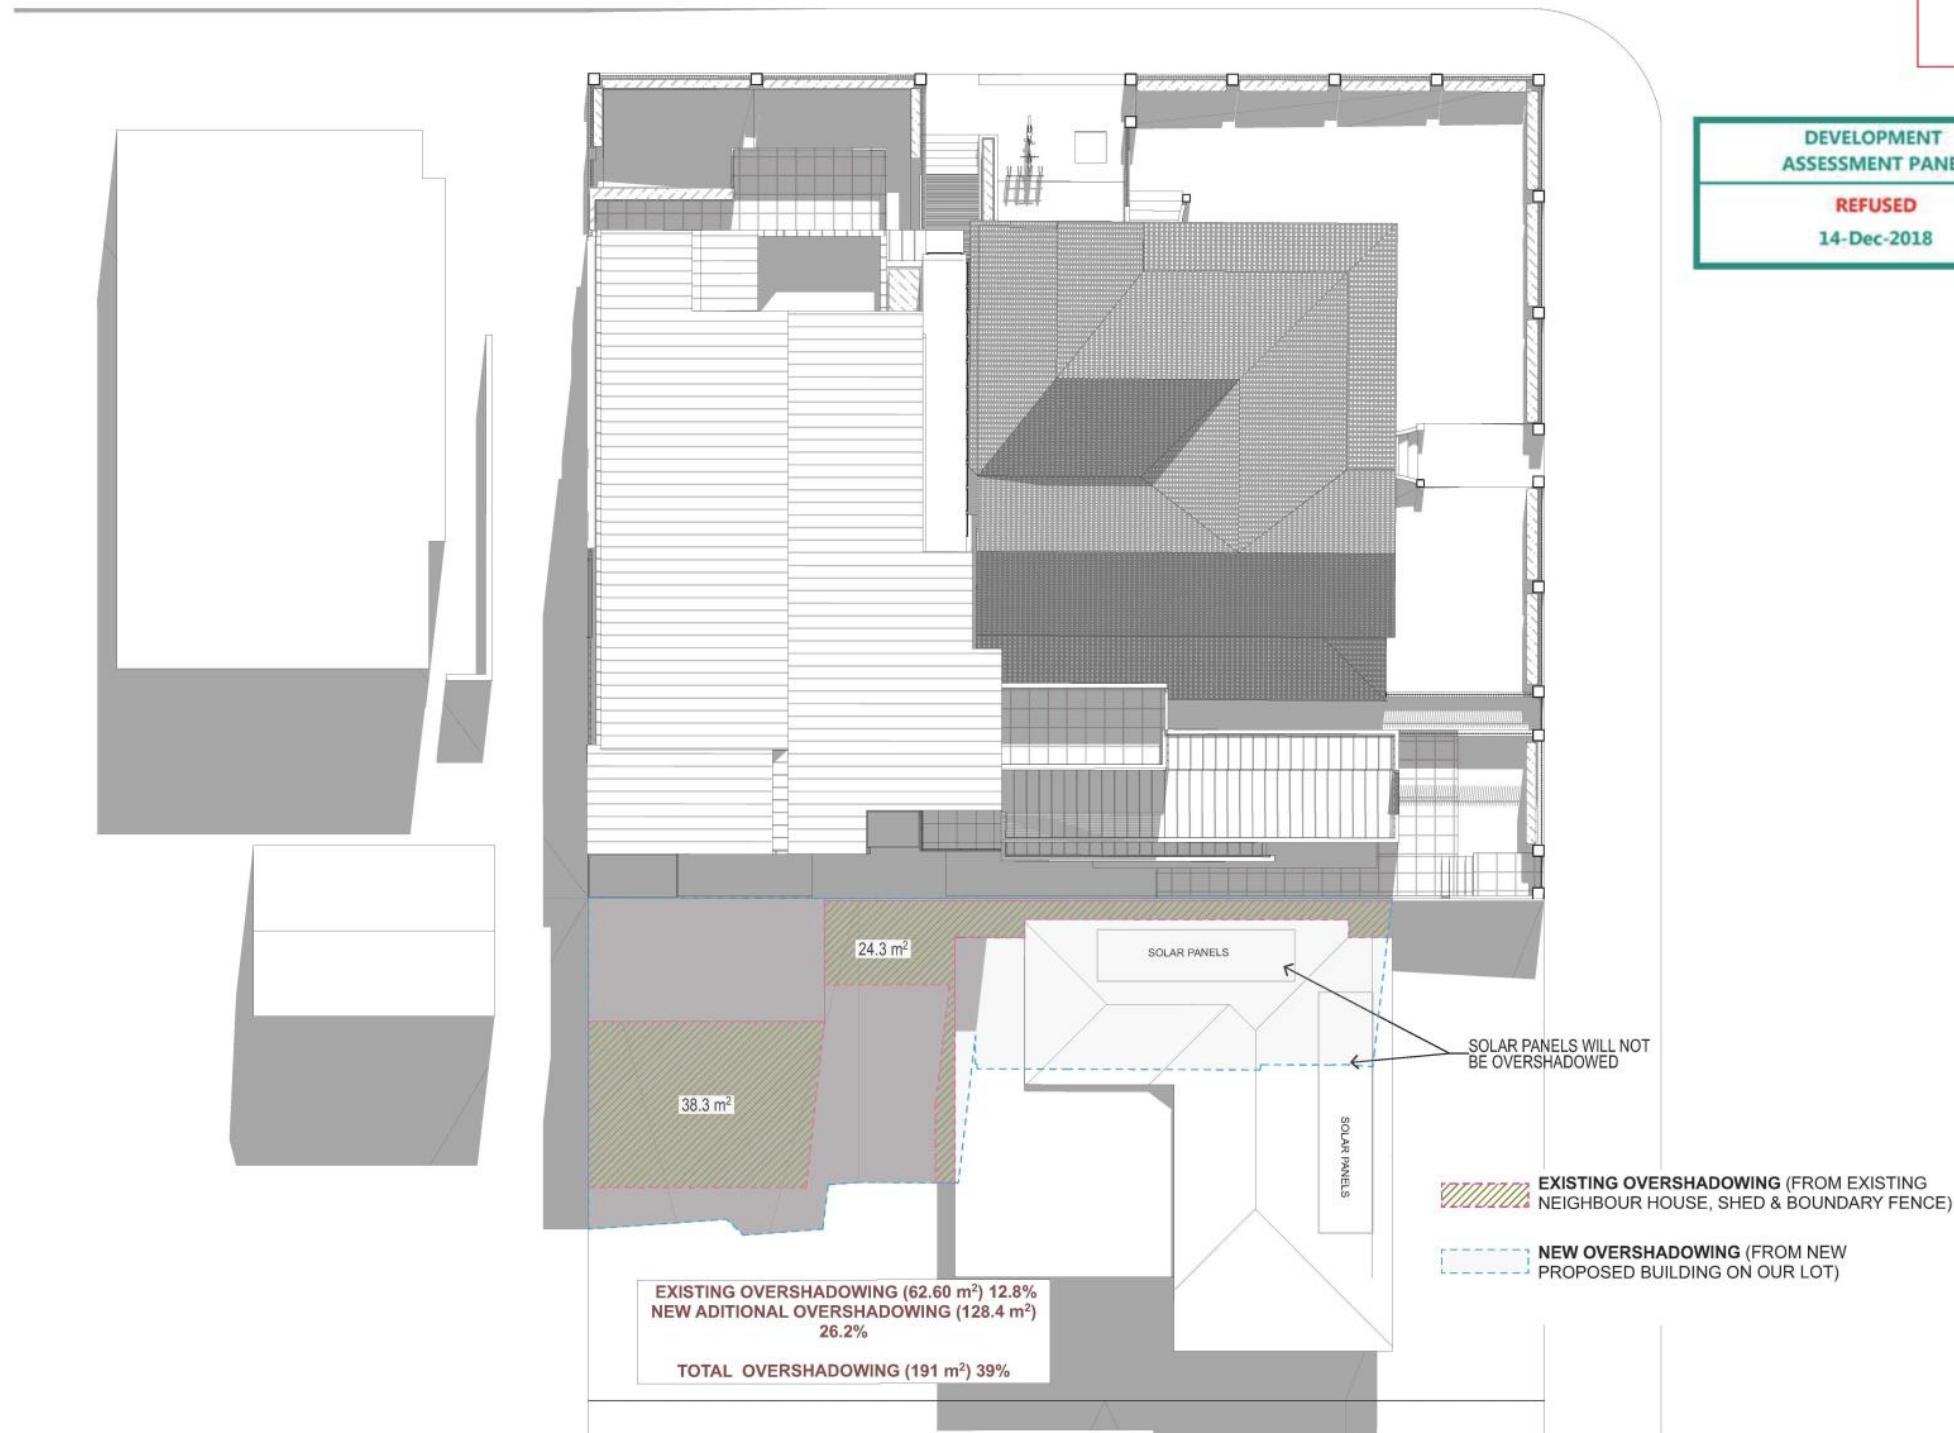 DEVELOPMENT
REFUSED
14-Dec-2018
24.3 m²
SOLAR PANELS
38.3 m²
SOLAR PANELS WILL NOT
BE OVERSHADOWED
SOLAR PANELS
EXISTING OVERSHADOWING (FROM EXISTING
NEIGHBOUR HOUSE, SHED & BOUNDARY FENCE)
NEW OVERSHADOWING (FROM NEW
PROPOSED BUILDING ON OUR LOT)
EXISTING OVERSHADOWING (62.60 m²) 12.8%
NEW ADITIONAL OVERSHADOWING (128.4 m²)
26.2%
TOTAL OVERSHADOWING (191 m²) 39%
ASSESSMENT